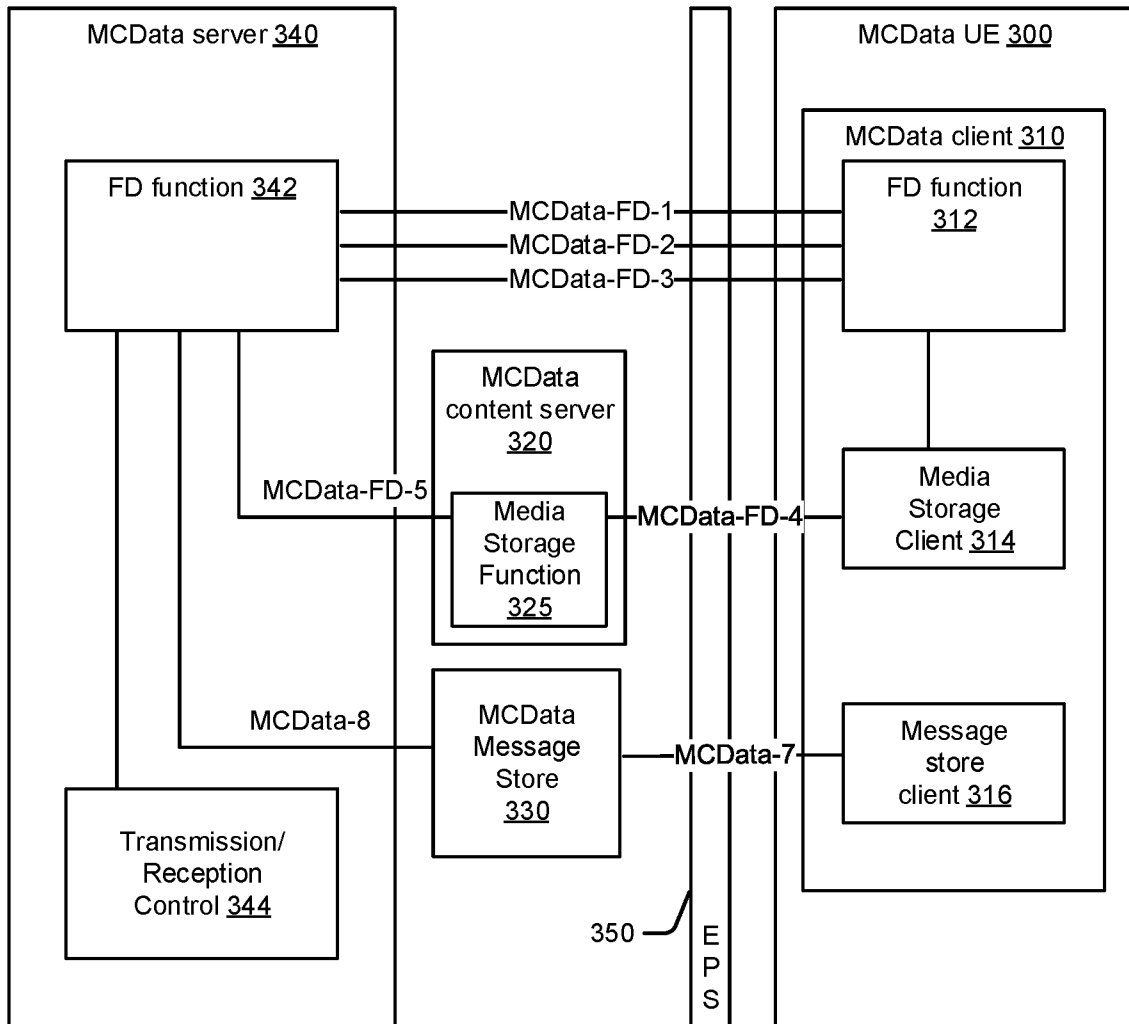 MCData server 340
MCData UE 300
MCData client 310
FD function 342
FD function
312
MCData-FD-1
MCData-FD-2
MCData-FD-3
MCData
content server
320
MCData-FD-5
Media
Storage
Function
325
MCData-FD-4
Media
Storage
Client 314
MCData-8
MCData
Message
Store
330
MCData-7
Message
store
client 316
Transmission/
Reception
Control 344
350
E
P
S